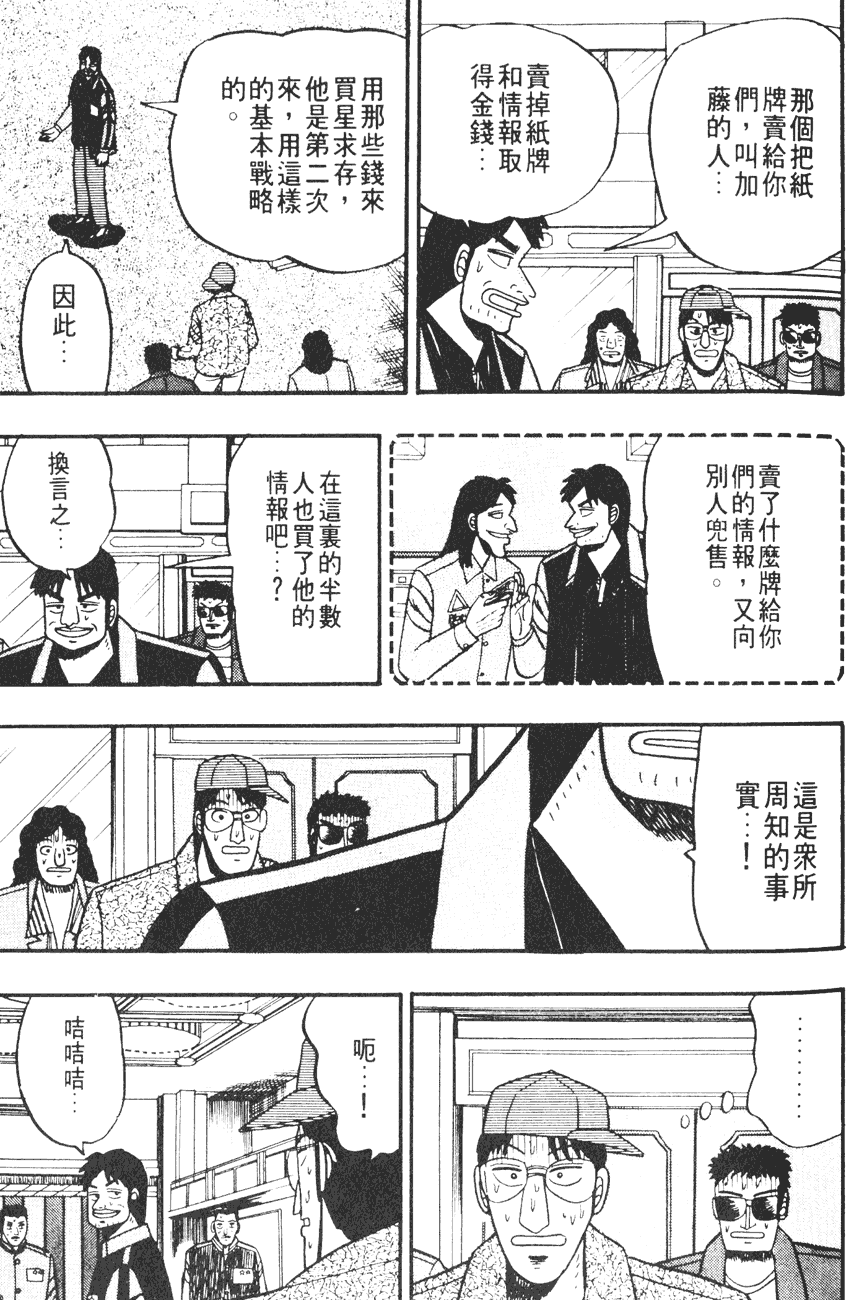 那個把紙
牌賣給你
們，叫加
藤的人…
賣掉紙牌
和情報取
得金錢…
用那些錢來
買星求存，
他是第二次
來，用這樣
的基本戰略
的。
因此…
賣了什麼牌給你
們的情報，又向
別人兜售。
在這裏的半數
人也買了他的
情報吧…？
換言之…
這是眾所
周知的事
實…！
………
呃…！
咭咭咭…